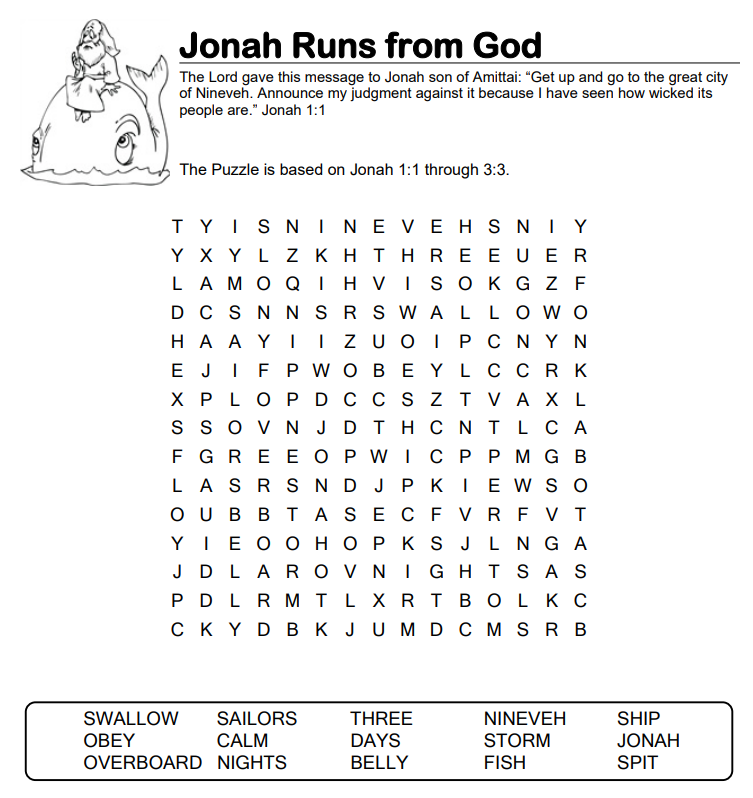 Jonah Runs from God
The Lord gave this message to Jonah son of Amittai: “Get up and go to the great city
of Nineveh. Announce my judgment against it because I have seen how wicked its
people are.” Jonah 1:1
The Puzzle is based on Jonah 1:1 through 3:3.
T Y I S N I N E V E H S N I Y
Y X Y L Z K H T H R E E U E R
L A M O Q I H V I S O K G Z F
D C S N N S R S W A L L O W O
H A A Y I I Z U O I P C N Y N
E J I F P W O B E Y L C C R K
X P L O P D C C S Z T V A X L
S S O V N J D T H C N T L C A
F G R E E O P W I C P P M G B
L A S R S N D J P K I E W S O
O U B B T A S E C F V R F V T
Y I E O O H O P K S J L N G A
J D L A R O V N I G H T S A S
P D L R M T L X R T B O L K C
C K Y D B K J U M D C M S R B
SWALLOW SAILORS THREE NINEVEH SHIP
OBEY CALM DAYS STORM JONAH
OVERBOARD NIGHTS BELLY FISH SPIT